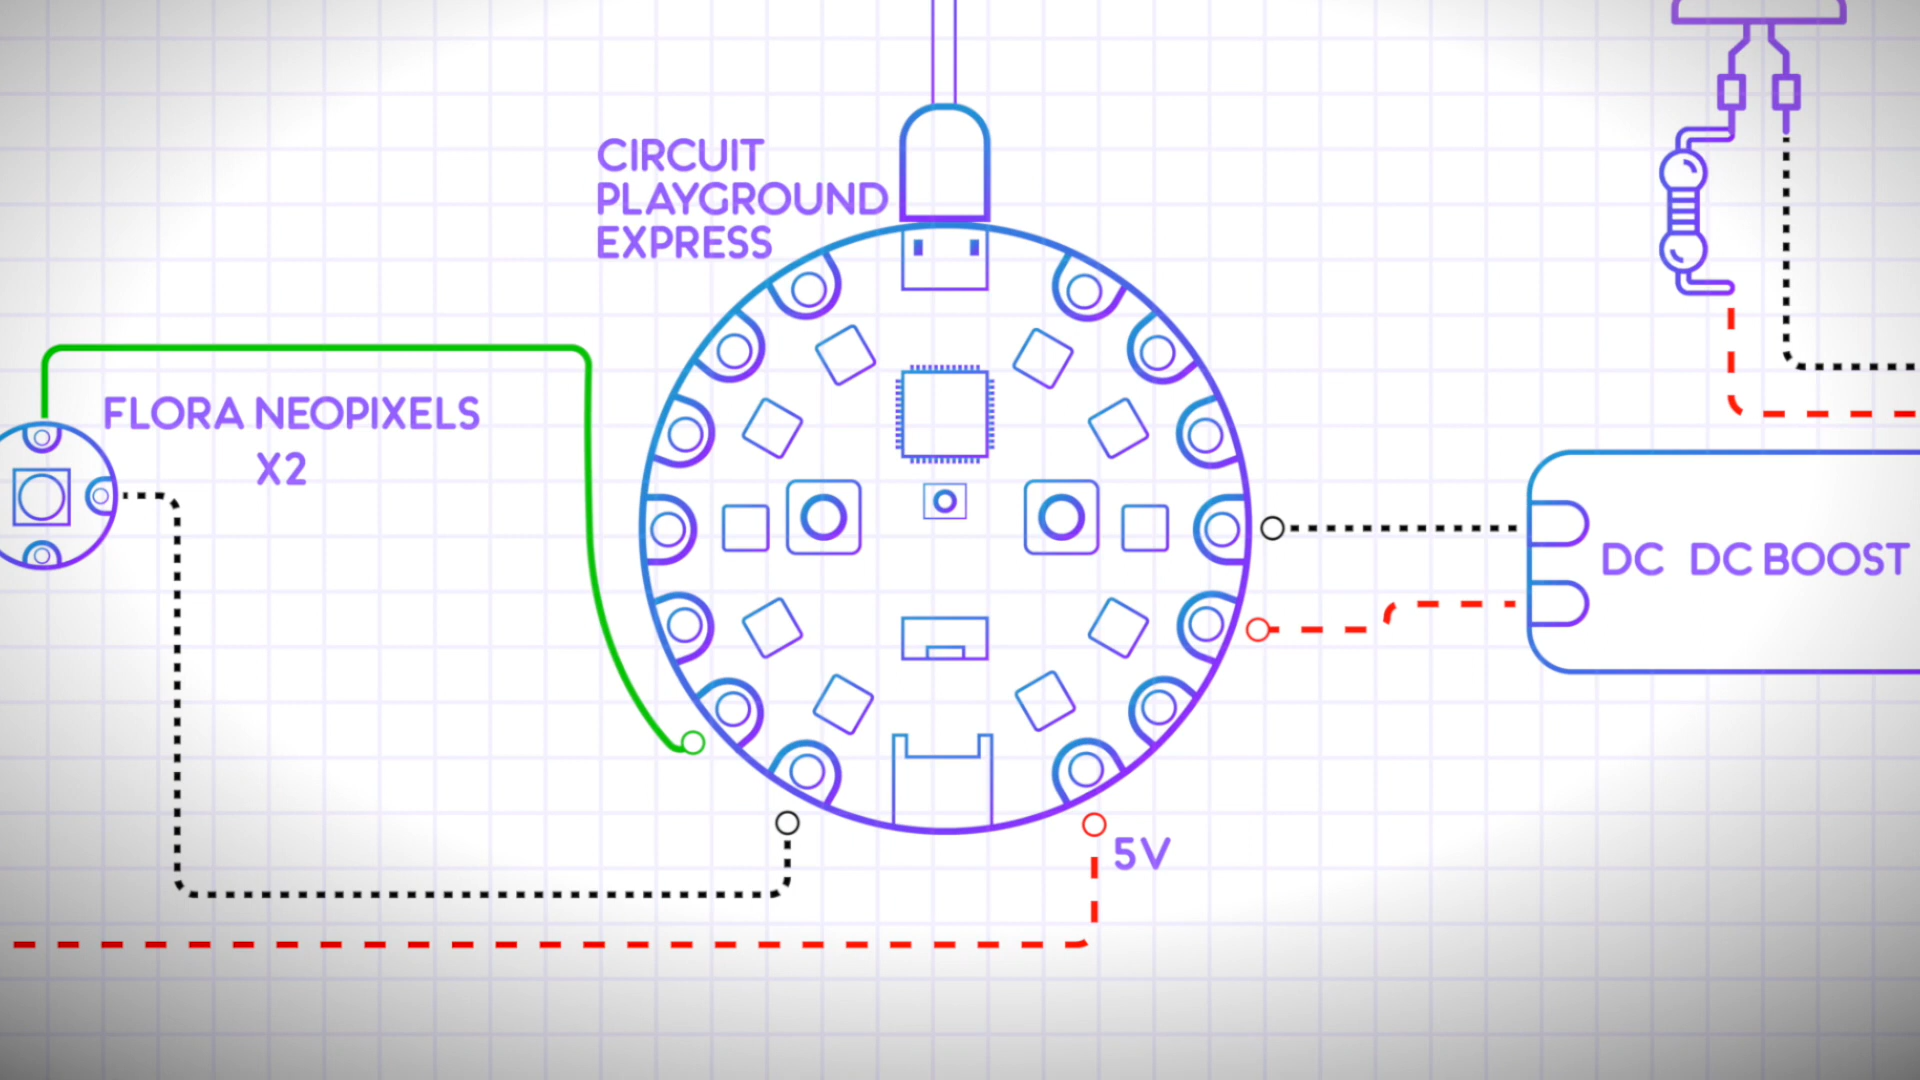 CIRCUIT
PLAYGROUND
EXPRESS
FLORA NEOPIXELS
X2
DC DC BOOST
5V